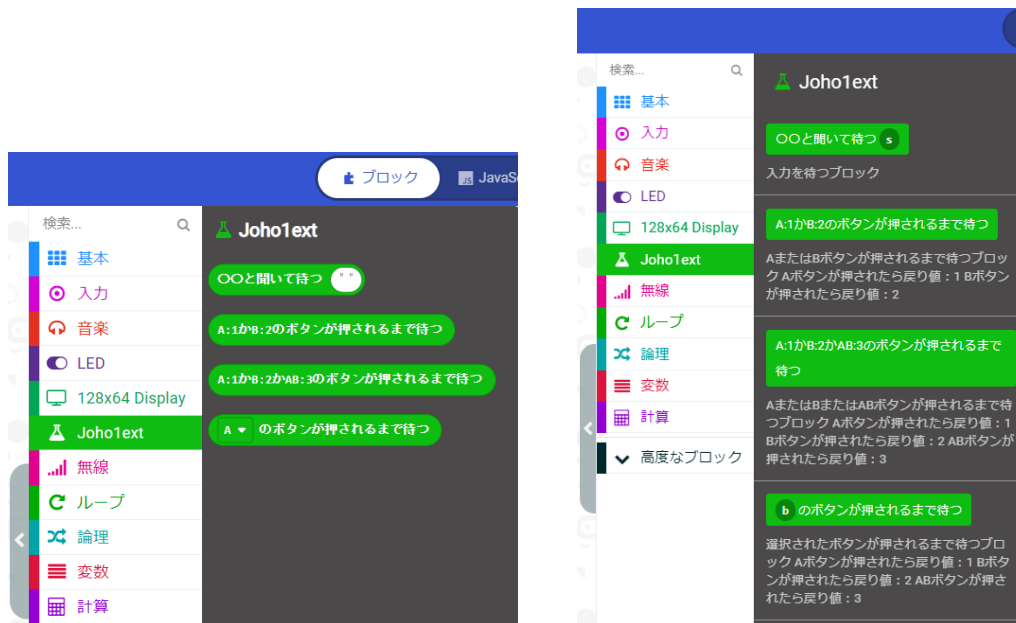 ブロック
JavaSc
検索...
基本
入力
音楽
LED
128x64 Display
Joho1ext
無線
ループ
論理
変数
計算
Joho1ext
〇〇と聞いて待つ " "
A:1かB:2のボタンが押されるまで待つ
A:1かB:2かAB:3のボタンが押されるまで待つ
A のボタンが押されるまで待つ
検索...
基本
入力
音楽
LED
128x64 Display
Joho1ext
無線
ループ
論理
変数
計算
高度なブロック
Joho1ext
〇〇と聞いて待つ s
入力を待つブロック
A:1かB:2のボタンが押されるまで待つ
AまたはBボタンが押されるまで待つブロッ
ク Aボタンが押されたら戻り値：1 Bボタン
が押されたら戻り値：2
A:1かB:2かAB:3のボタンが押されるまで
待つ
AまたはBまたはABボタンが押されるまで待
つブロック Aボタンが押されたら戻り値：1
Bボタンが押されたら戻り値：2 ABボタンが
押されたら戻り値：3
b のボタンが押されるまで待つ
選択されたボタンが押されるまで待つブロ
ック Aボタンが押されたら戻り値：1 Bボタ
ンが押されたら戻り値：2 ABボタンが押さ
れたら戻り値：3